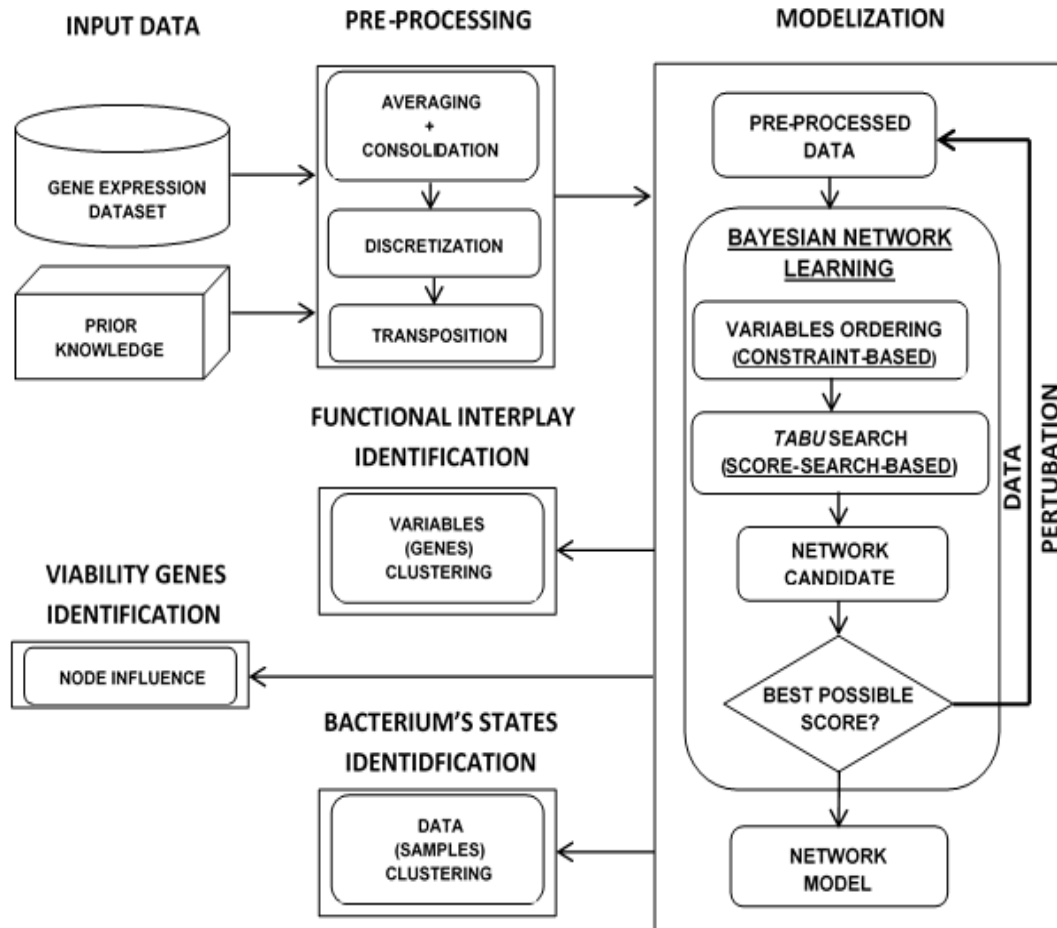 INPUT DATA
GENE EXPRESSION
DATASET
PRIOR
KNOWLEDGE
PRE-PROCESSING
AVERAGING
+
CONSOLIDATION
DISCRETIZATION
TRANSPOSITION
MODELIZATION
PRE-PROCESSED
DATA
BAYESIAN NETWORK
LEARNING
VARIABLES ORDERING
(CONSTRAINT-BASED)
TABU SEARCH
(SCORE-SEARCH-BASED)
NETWORK
CANDIDATE
BEST POSSIBLE
SCORE?
DATA
PERTUBATION
NETWORK
MODEL
FUNCTIONAL INTERPLAY
IDENTIFICATION
VARIABLES
(GENES)
CLUSTERING
VIABILITY GENES
IDENTIFICATION
NODE INFLUENCE
BACTERIUM'S STATES
IDENTIDFICATION
DATA
(SAMPLES)
CLUSTERING